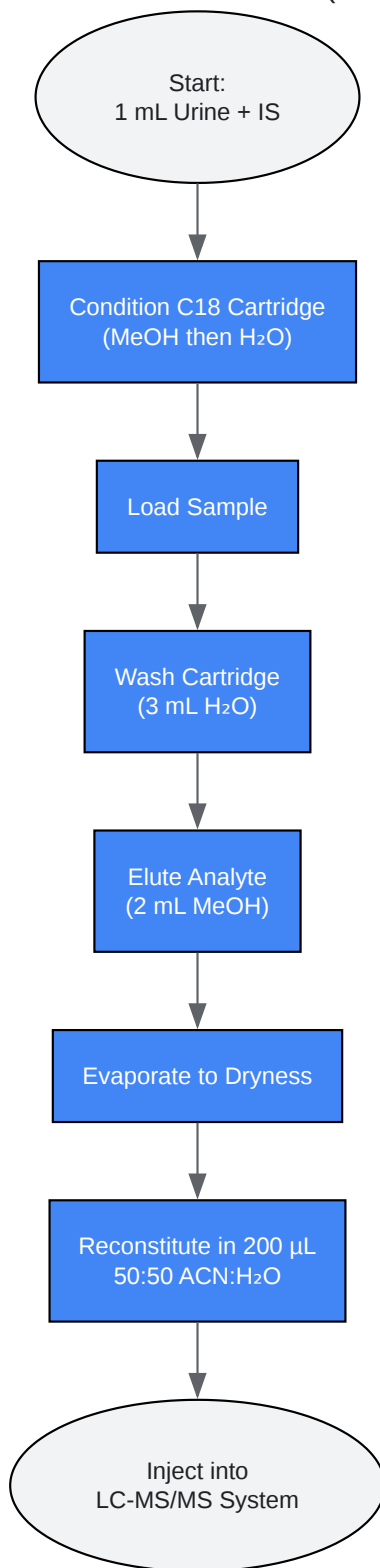 Start:
1 mL Urine + IS
Condition C18 Cartridge
(MeOH then H₂O)
Load Sample
Wash Cartridge
(3 mL H₂O)
Elute Analyte
(2 mL MeOH)
Evaporate to Dryness
Reconstitute in 200 µL
50:50 ACN:H₂O
Inject into
LC-MS/MS System